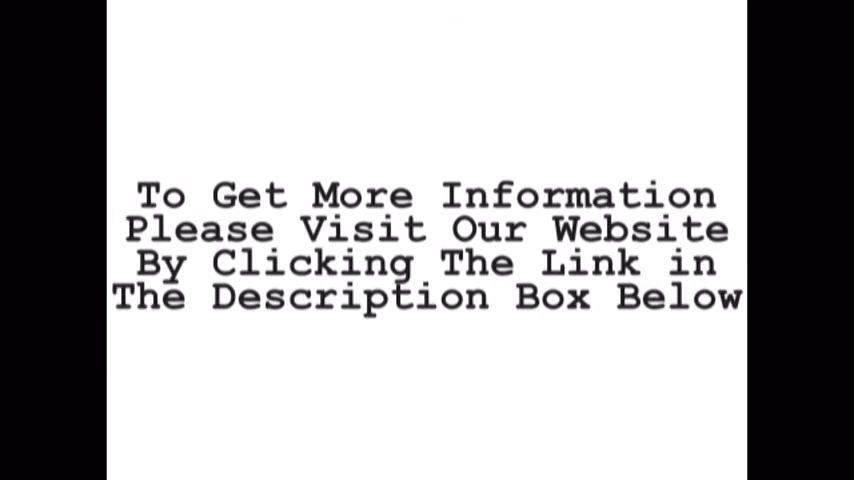 To Get More Information
Please Visit Our Website
By Clicking The Link in
The Description Box Below